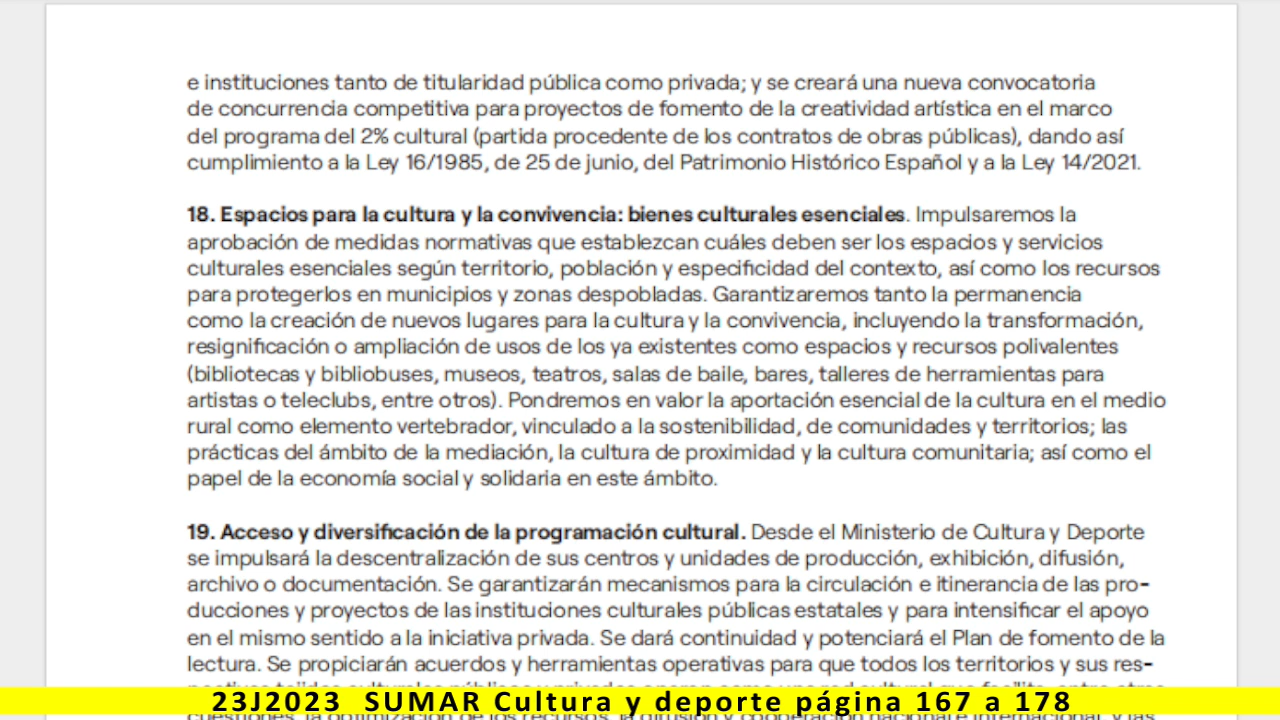 e instituciones tanto de titularidad pública como privada; y se creará una nueva convocatoria
de concurrencia competitiva para proyectos de fomento de la creatividad artística en el marco
del programa del 2% cultural (partida procedente de los contratos de obras públicas), dando así
cumplimiento a la Ley 16/1985, de 25 de junio, del Patrimonio Histórico Español y a la Ley 14/2021.
18. Espacios para la cultura y la convivencia: bienes culturales esenciales. Impulsaremos la
aprobación de medidas normativas que establezcan cuáles deben ser los espacios y servicios
culturales esenciales según territorio, población y especificidad del contexto, así como los recursos
para protegerlos en municipios y zonas despobladas. Garantizaremos tanto la permanencia
como la creación de nuevos lugares para la cultura y la convivencia, incluyendo la transformación,
resignificación o ampliación de usos de los ya existentes como espacios y recursos polivalentes
(bibliotecas y bibliobuses, museos, teatros, salas de baile, bares, talleres de herramientas para
artistas o teleclubs, entre otros). Pondremos en valor la aportación esencial de la cultura en el medio
rural como elemento vertebrador, vinculado a la sostenibilidad, de comunidades y territorios; las
prácticas del ámbito de la mediación, la cultura de proximidad y la cultura comunitaria; así como el
papel de la economía social y solidaria en este ámbito.
19. Acceso y diversificación de la programación cultural. Desde el Ministerio de Cultura y Deporte
se impulsará la descentralización de sus centros y unidades de producción, exhibición, difusión,
archivo o documentación. Se garantizarán mecanismos para la circulación e itinerancia de las pro-
ducciones y proyectos de las instituciones culturales públicas estatales y para intensificar el apoyo
en el mismo sentido a la iniciativa privada. Se dará continuidad y potenciará el Plan de fomento de la
lectura. Se propiciarán acuerdos y herramientas operativas para que todos los territorios y sus res-
23J2023 SUMAR Cultura y deporte página 167 a 178